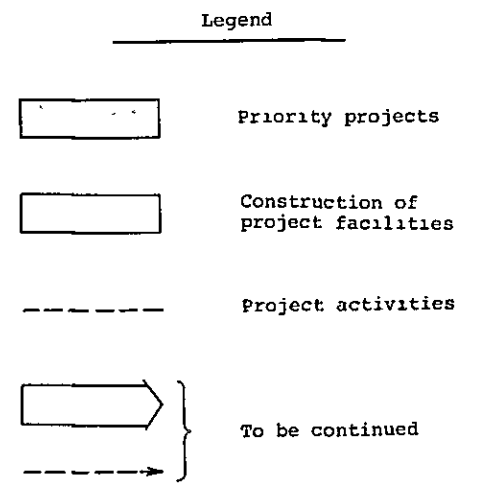 Legend
Priority projects
Construction of
project facilities
Project activities
To be continued